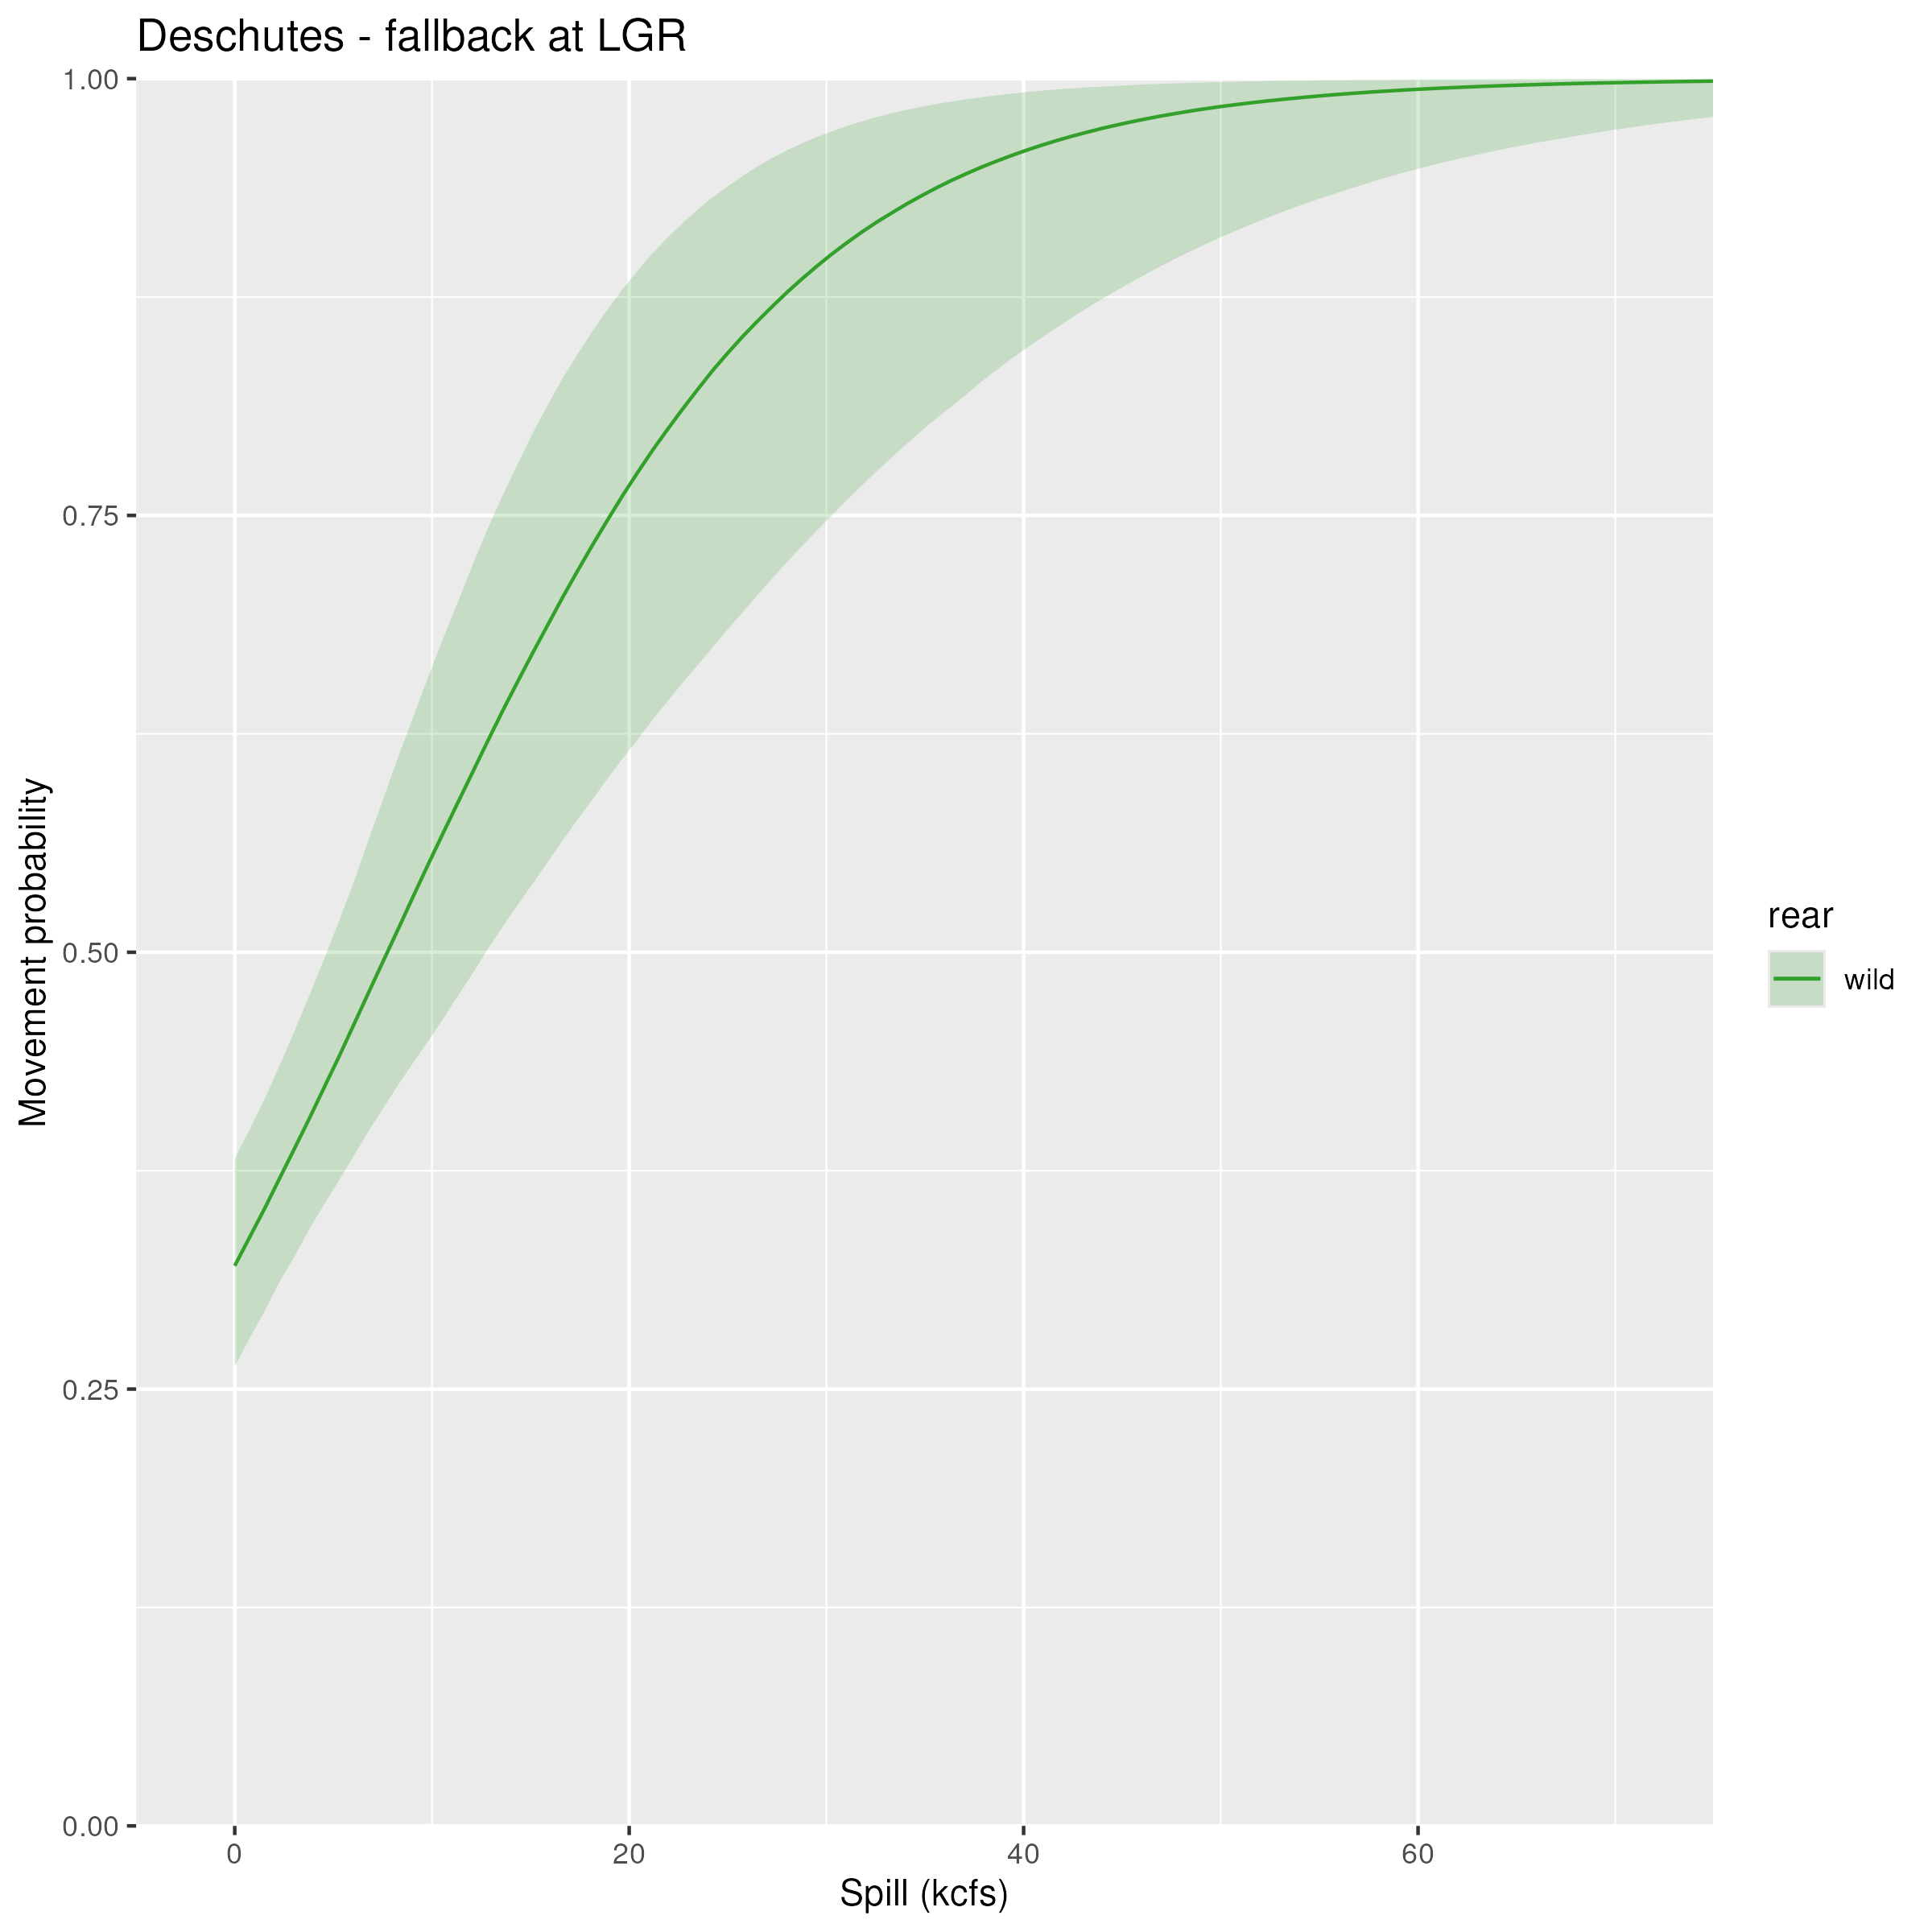 Deschutes - fallback at LGR
1.00
0.75
0.50
0.25
0.00
Movement probability
0
20
40
60
Spill (kcfs)
rear
wild